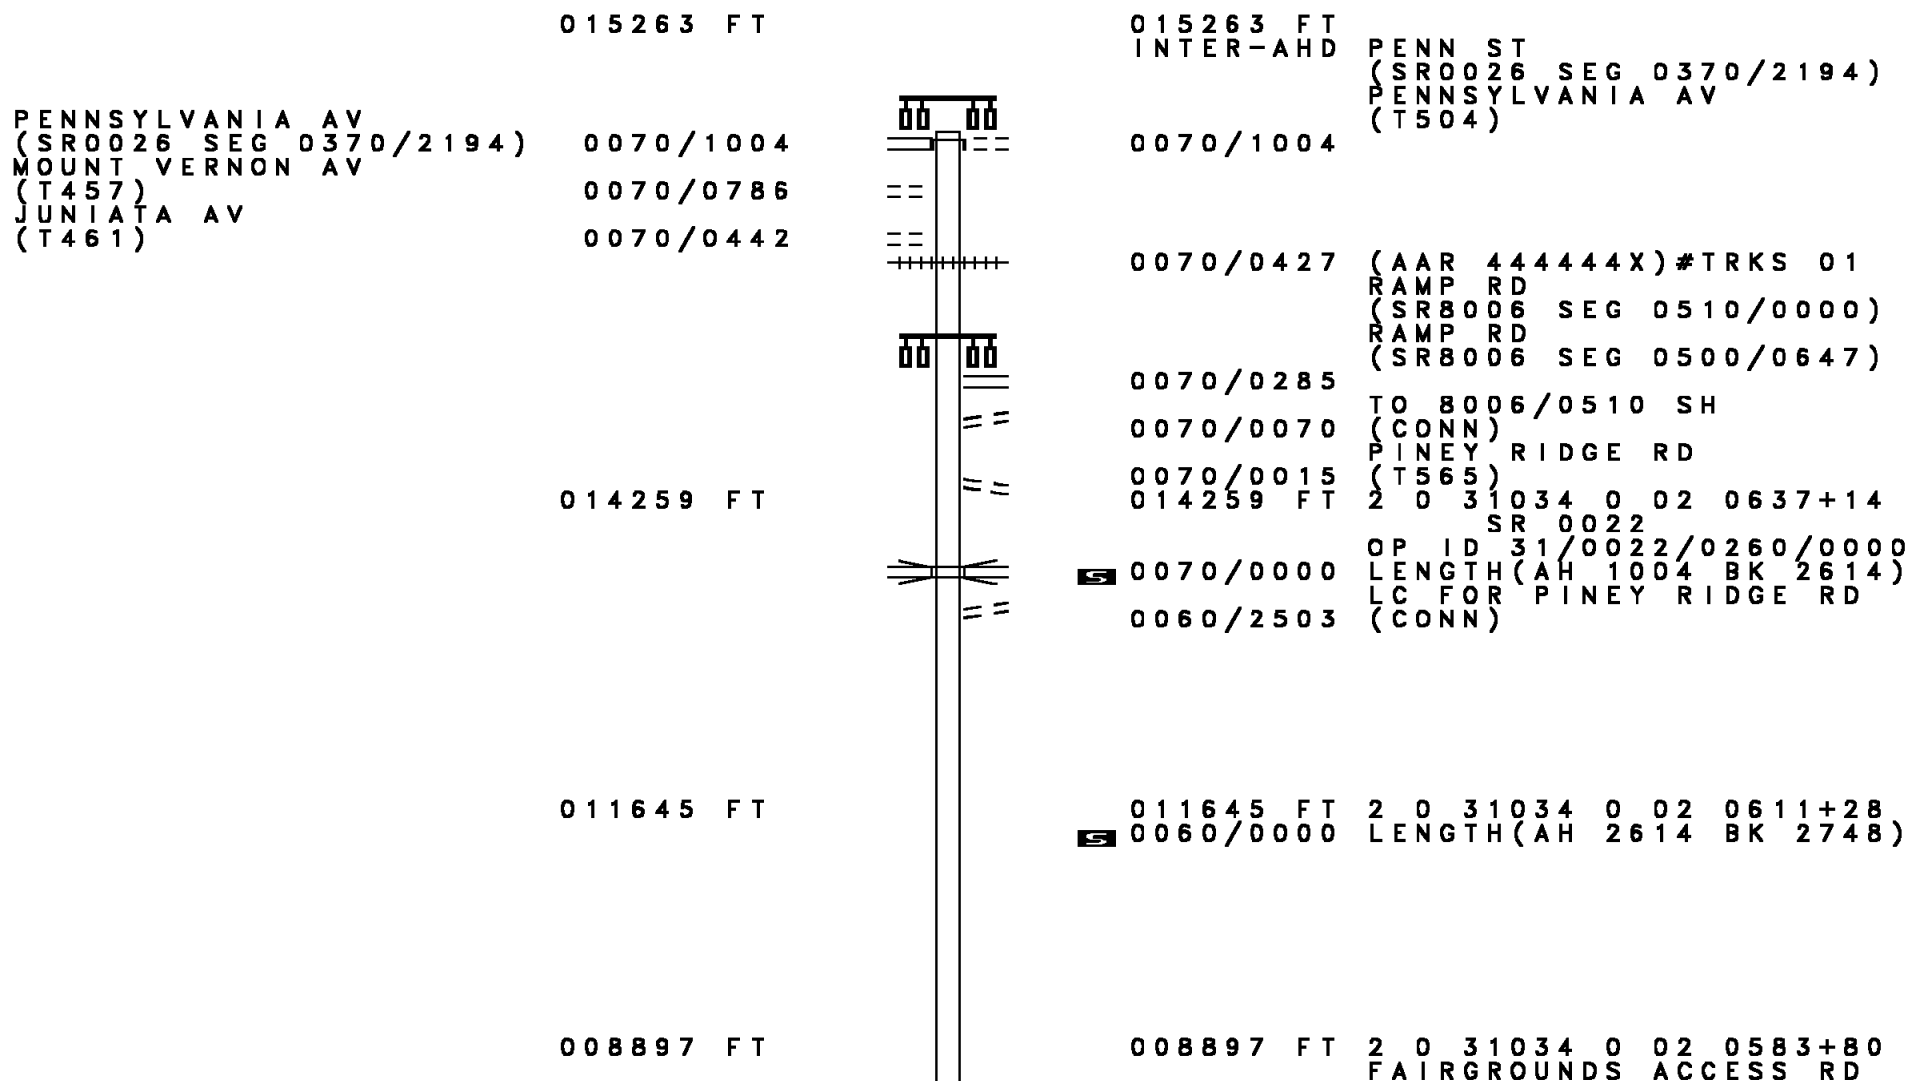 015263 FT 015263 FT
INTER-AHD PENN ST
(SR0026 SEG 0370/2194)
PENNSYLVANIA AV
PENNSYLVANIA AV (T504)
(SR0026 SEG 0370/2194) 0070/1004 0070/1004
MOUNT VERNON AV
(T457) 0070/0786
JUNIATA AV
(T461) 0070/0442
0070/0427 (AAR 444444X)#TRKS 01
RAMP RD
(SR8006 SEG 0510/0000)
RAMP RD
(SR8006 SEG 0500/0647)
0070/0285
TO 8006/0510 SH
0070/0070 (CONN)
PINEY RIDGE RD
0070/0015 (T565)
014259 FT 014259 FT 2 0 31034 0 02 0637+14
SR 0022
OP ID 31/0022/0260/0000
S 0070/0000 LENGTH(AH 1004 BK 2614)
LC FOR PINEY RIDGE RD
0060/2503 (CONN)
011645 FT 011645 FT 2 0 31034 0 02 0611+28
S 0060/0000 LENGTH(AH 2614 BK 2748)
008897 FT 008897 FT 2 0 31034 0 02 0583+80
FAIRGROUNDS ACCESS RD